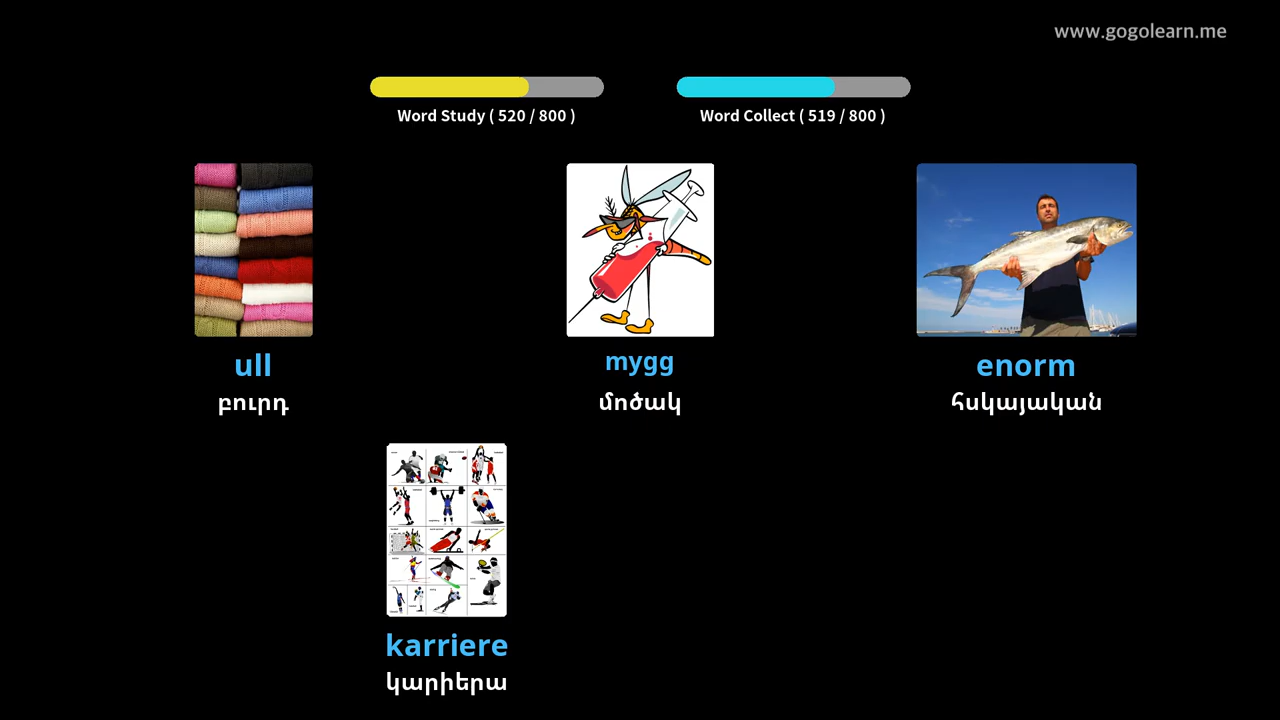 www.gogolearn.me
Word Study ( 520 / 800 )
Word Collect ( 519 / 800 )
ull
mygg
enorm
բուրդ
մոծակ
հսկայական
karriere
կարիերա